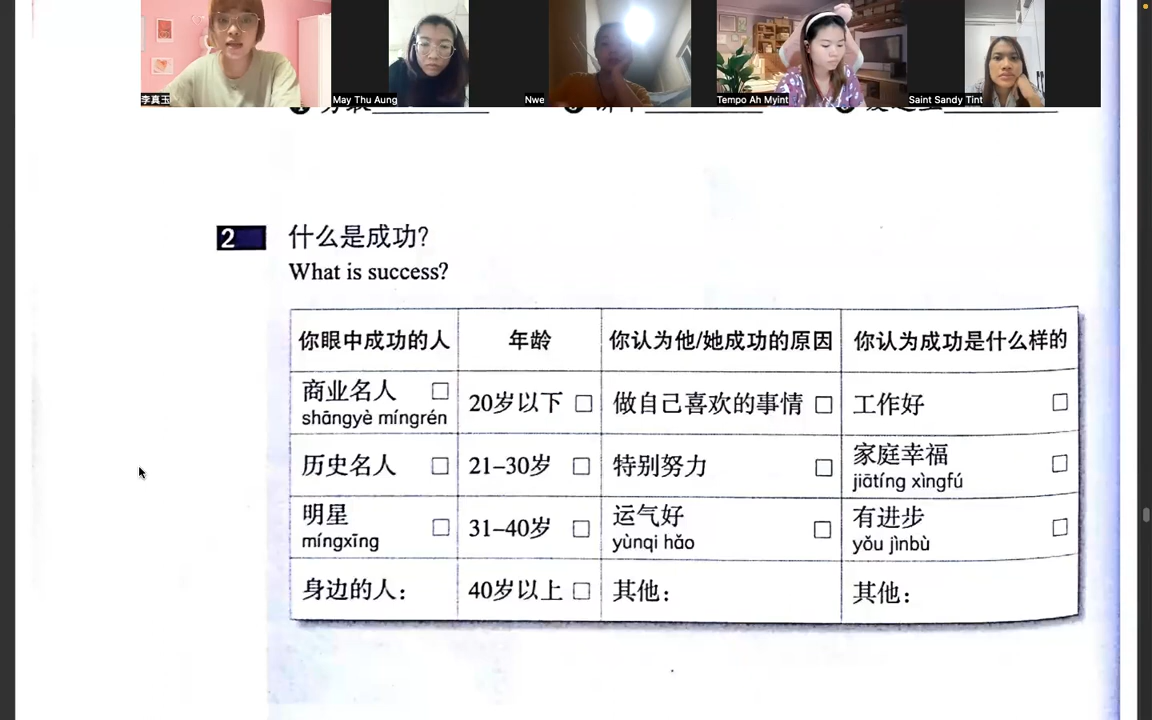 李真玉
May Thu Aung
Nwe
Tempo Ah Myint
Saint Sandy Tint
2 什么是成功?
What is success?
你眼中成功的人 年龄 你认为他/她成功的原因 你认为成功是什么样的
商业名人 □ 20岁以下 □ 做自己喜欢的事情 □ 工作好 □
shāngyè míngrén
历史名人 □ 21–30岁 □ 特别努力 □ 家庭幸福 □
jiātíng xìngfú
明星 □ 31–40岁 □ 运气好 □ 有进步 □
míngxīng yùnqi hǎo yǒu jìnbù
身边的人: 40岁以上 □ 其他: 其他: